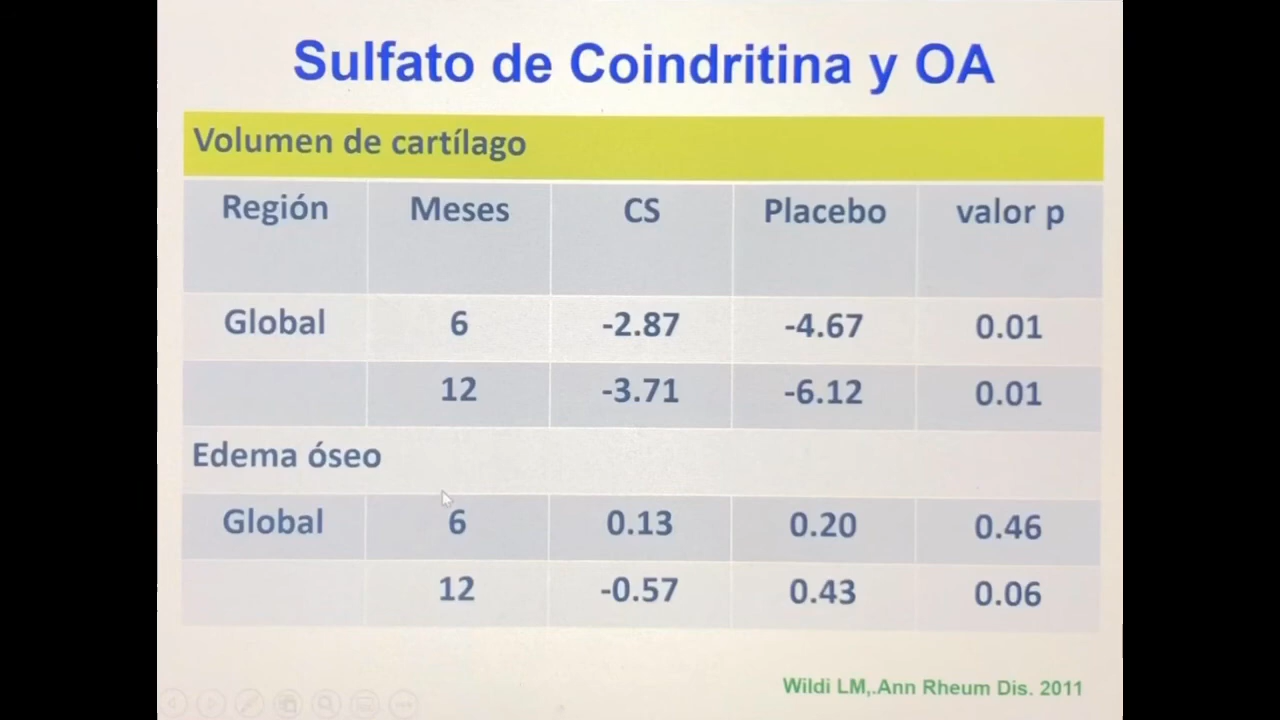 Sulfato de Coindritina y OA
Volumen de cartílago
Región Meses CS Placebo valor p
Global 6 -2.87 -4.67 0.01
12 -3.71 -6.12 0.01
Edema óseo
Global 6 0.13 0.20 0.46
12 -0.57 0.43 0.06
Wildi LM,.Ann Rheum Dis. 2011